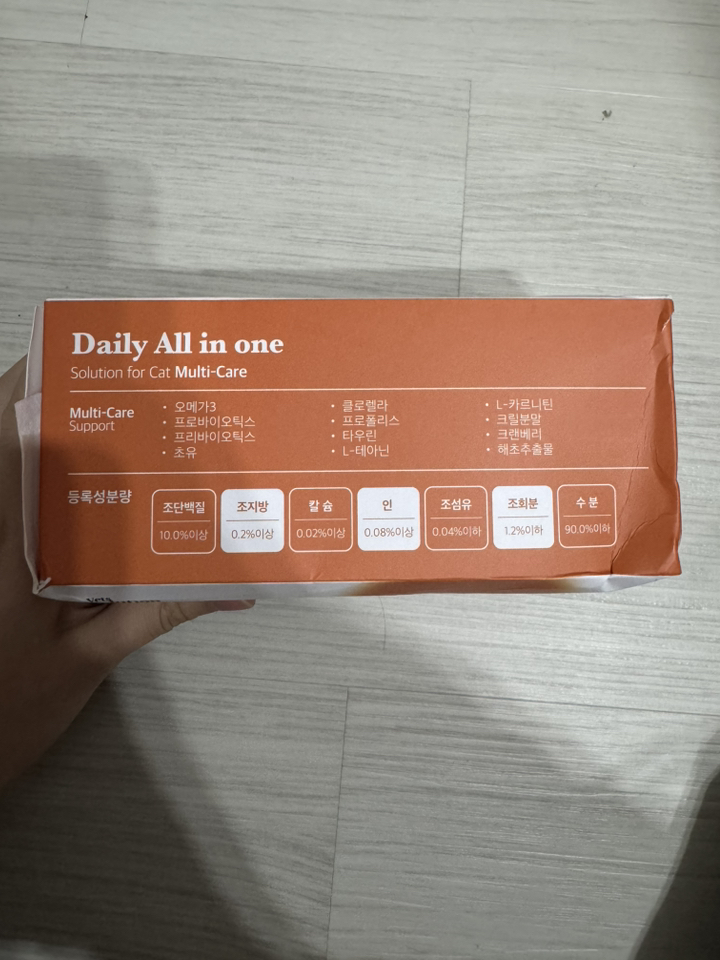 Daily All in one
Solution for Cat Multi-Care
Multi-Care
Support
• 오메가3
• 프로바이오틱스
• 프리바이오틱스
• 초유
• 클로렐라
• 프로폴리스
• 타우린
• L-테아닌
• L-카르니틴
• 크릴분말
• 크랜베리
• 해초추출물
등록성분량
조단백질
10.0%이상
조지방
0.2%이상
칼슘
0.02%이상
인
0.08%이상
조섬유
0.04%이하
조회분
1.2%이하
수분
90.0%이하